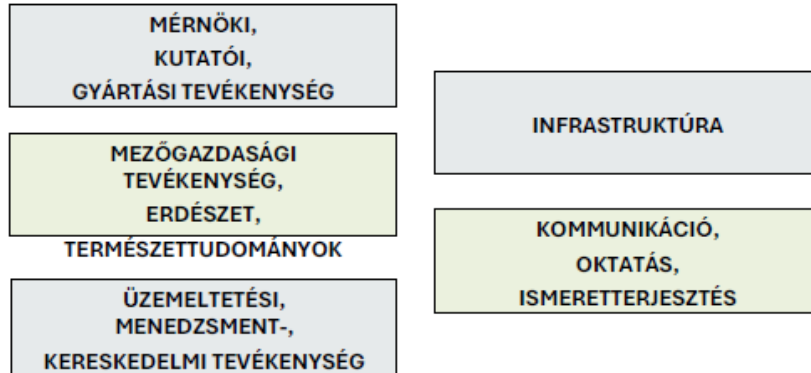 MÉRNÖKI,
KUTATÓI,
GYÁRTÁSI TEVÉKENYSÉG
MEZŐGAZDASÁGI
TEVÉKENYSÉG,
ERDÉSZET,
TERMÉSZETTUDOMÁNYOK
ÜZEMELTETÉSI,
MENEDZSMENT-,
KERESKEDELMI TEVÉKENYSÉG
INFRASTRUKTÚRA
KOMMUNIKÁCIÓ,
OKTATÁS,
ISMERETTERJESZTÉS